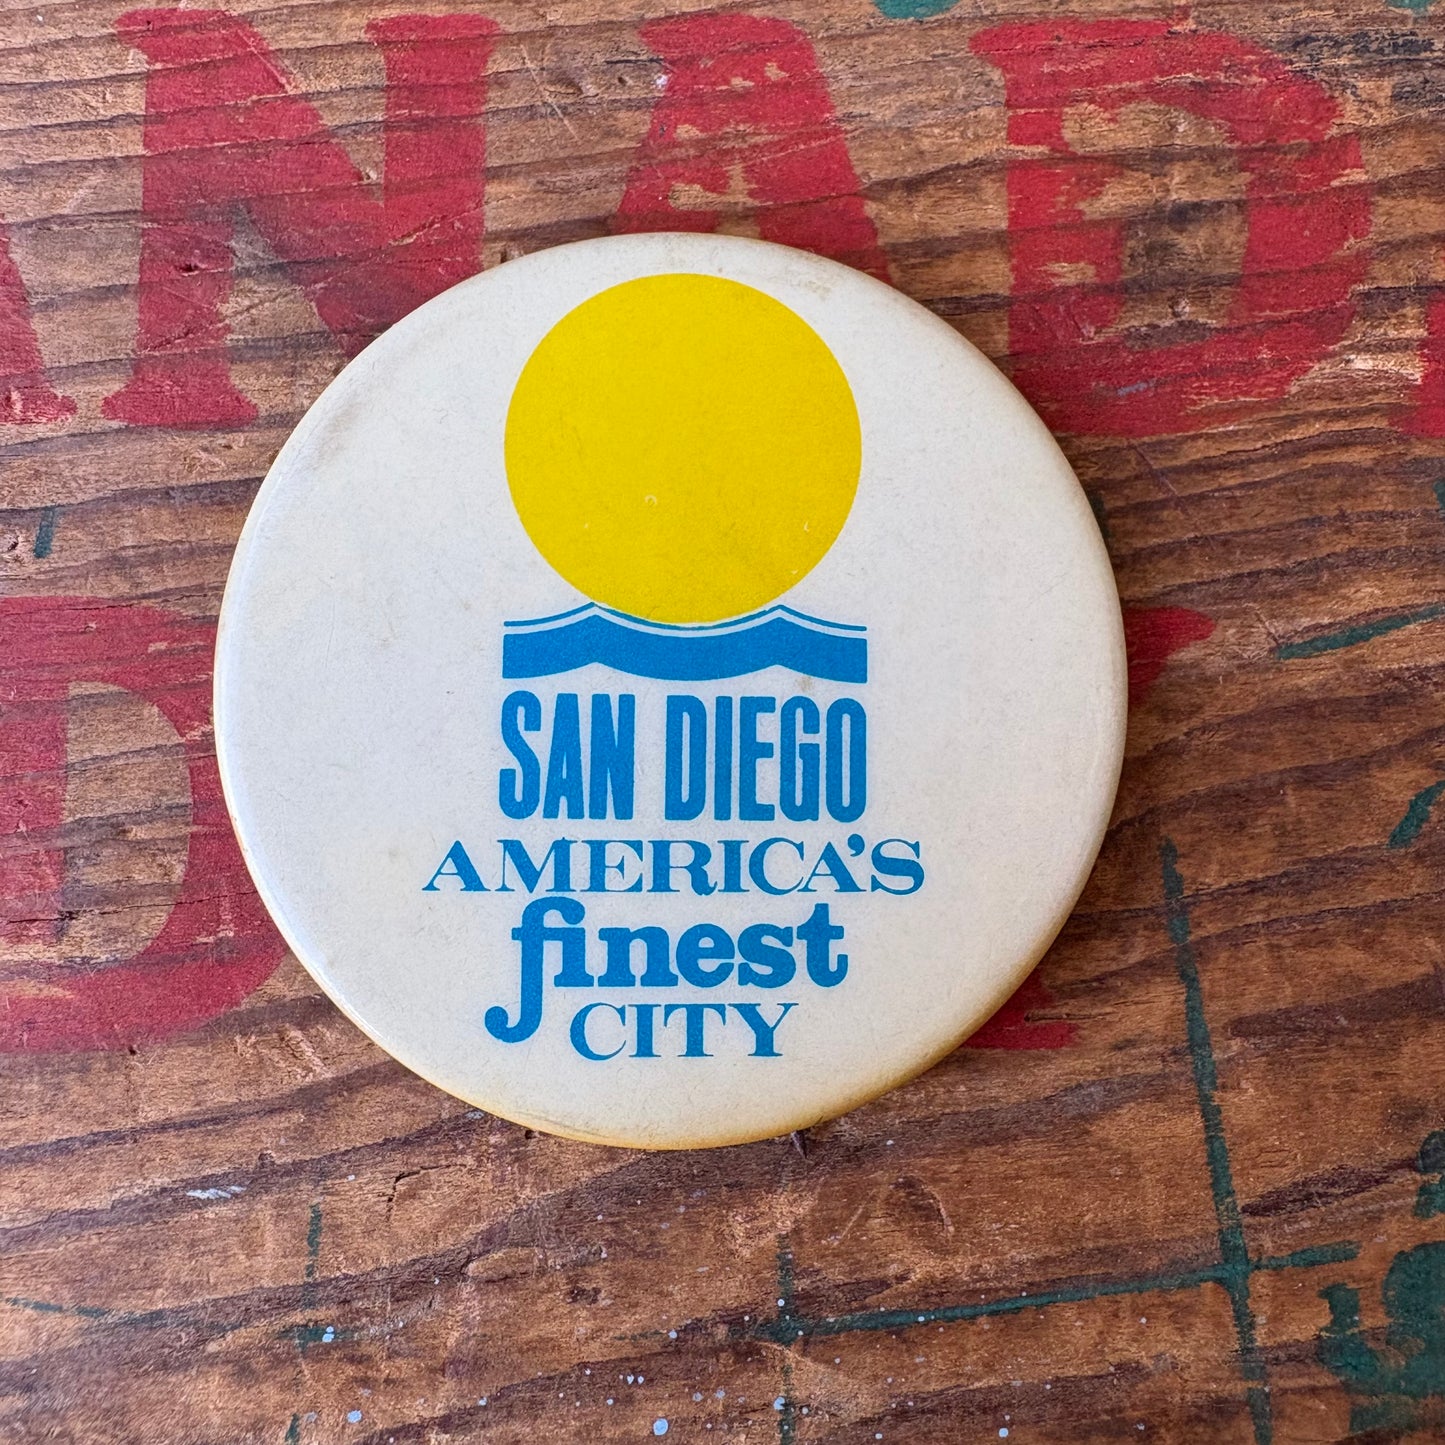 SAN DIEGO
AMERICA'S
finest
CITY